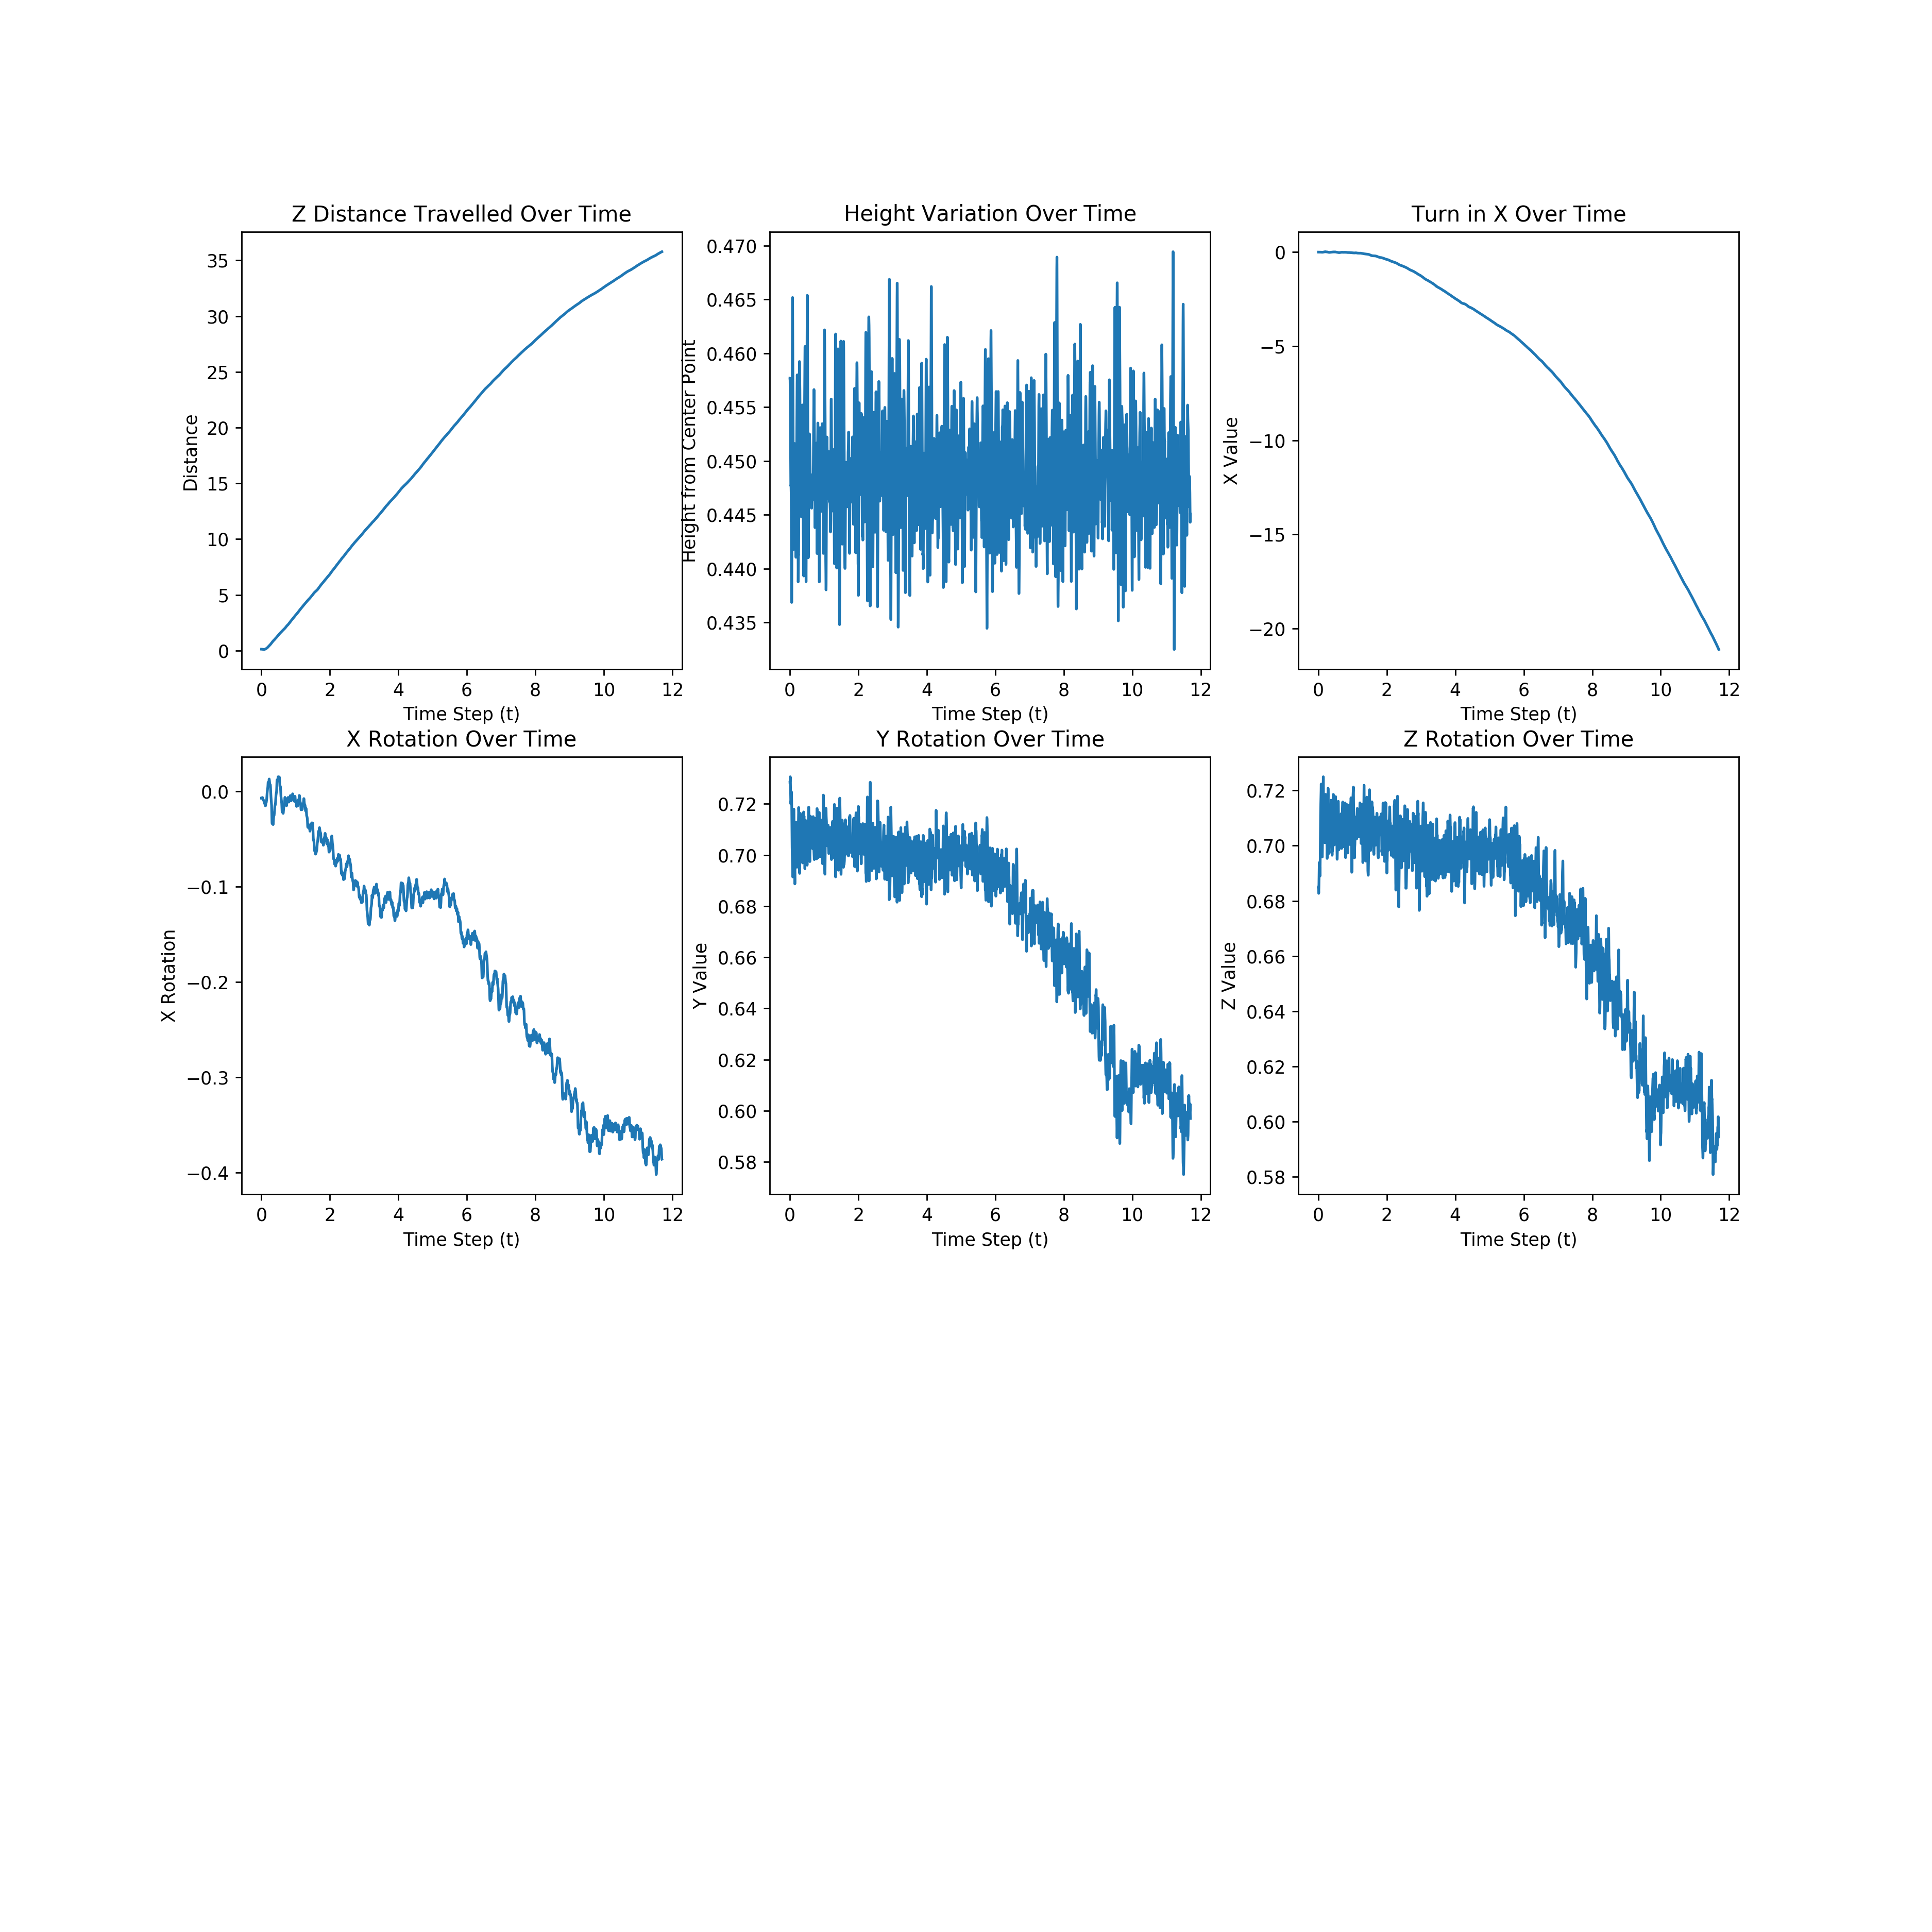 Z Distance Travelled Over Time
Height Variation Over Time
Turn in X Over Time
Distance
35
30
25
20
15
10
5
0
0 2 4 6 8 10 12
Time Step (t)
Height from Center Point
0.470
0.465
0.460
0.455
0.450
0.445
0.440
0.435
0 2 4 6 8 10 12
Time Step (t)
X Value
0
−5
−10
−15
−20
0 2 4 6 8 10 12
Time Step (t)
X Rotation Over Time
Y Rotation Over Time
Z Rotation Over Time
X Rotation
0.0
−0.1
−0.2
−0.3
−0.4
0 2 4 6 8 10 12
Time Step (t)
Y Value
0.72
0.70
0.68
0.66
0.64
0.62
0.60
0.58
0 2 4 6 8 10 12
Time Step (t)
Z Value
0.72
0.70
0.68
0.66
0.64
0.62
0.60
0.58
0 2 4 6 8 10 12
Time Step (t)